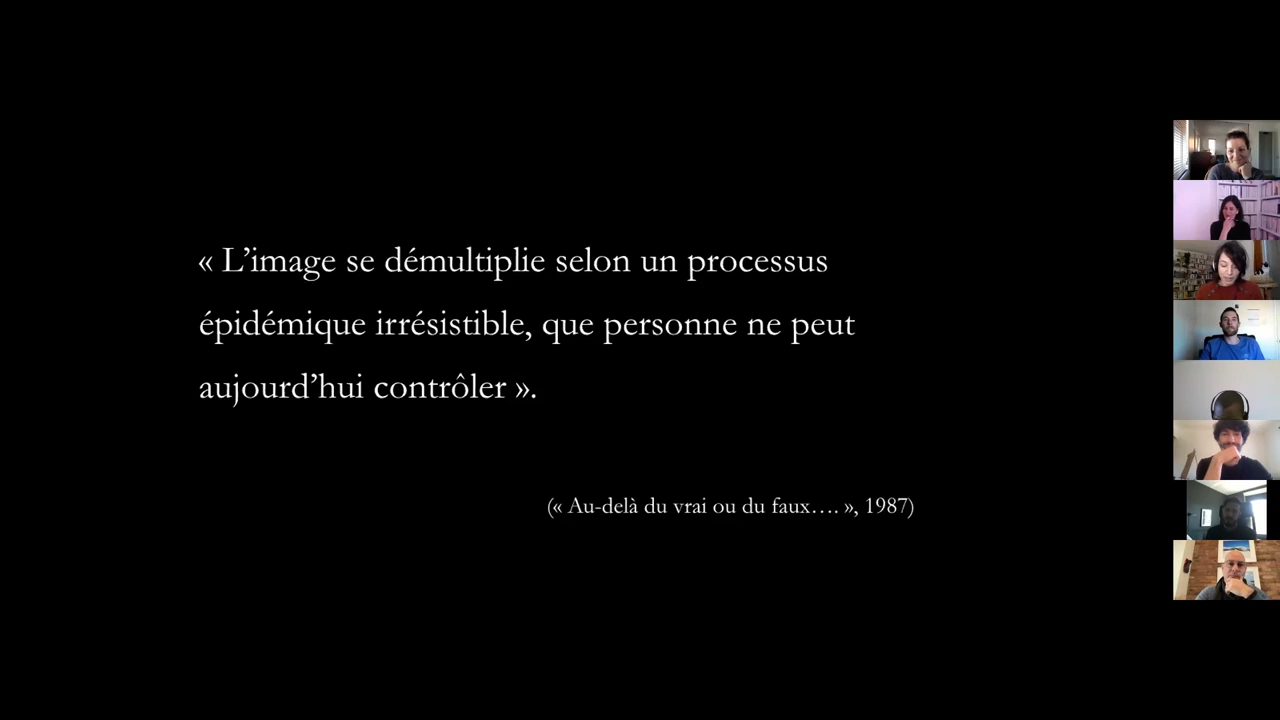 « L’image se démultiplie selon un processus
épidémique irrésistible, que personne ne peut
aujourd’hui contrôler ».
(« Au-delà du vrai ou du faux…. », 1987)